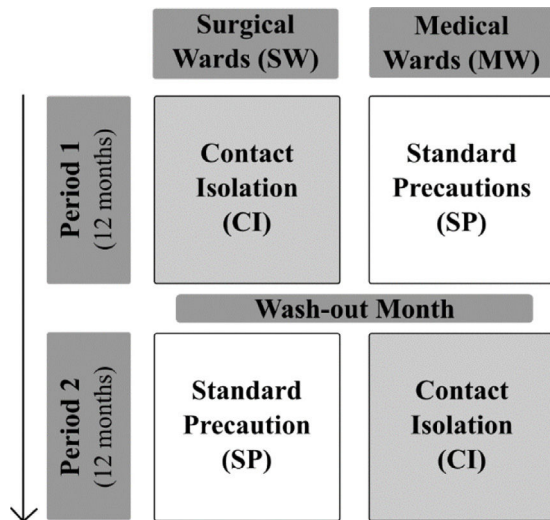 Surgical
Wards (SW)
Medical
Wards (MW)
Period 1
(12 months)
Contact
Isolation
(CI)
Standard
Precautions
(SP)
Wash-out Month
Period 2
(12 months)
Standard
Precaution
(SP)
Contact
Isolation
(CI)